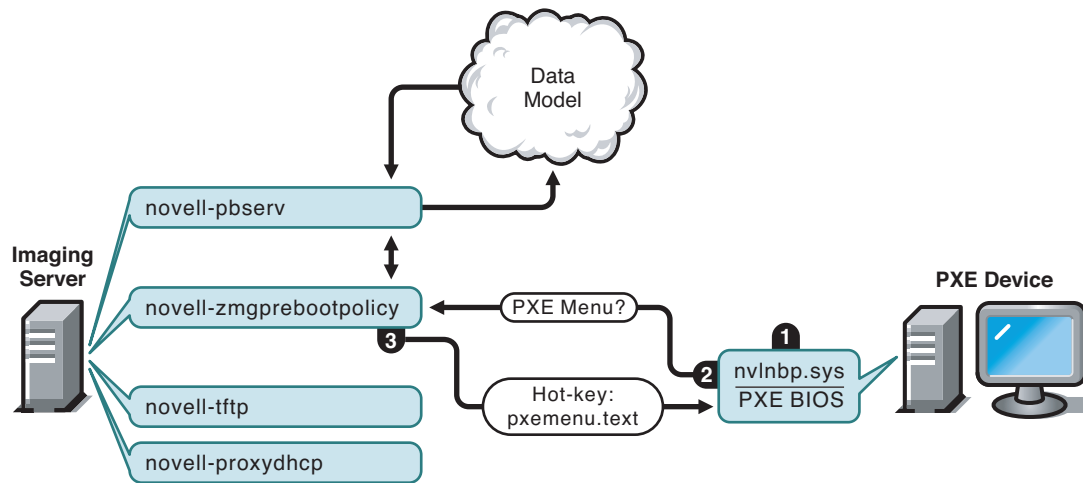 Data
Model
novell-pbserv
Imaging
Server
novell-zmgprebootpolicy
PXE Menu?
PXE Device
3
1
2
nvlnbp.sys
PXE BIOS
Hot-key:
pxemenu.text
novell-tftp
novell-proxydhcp